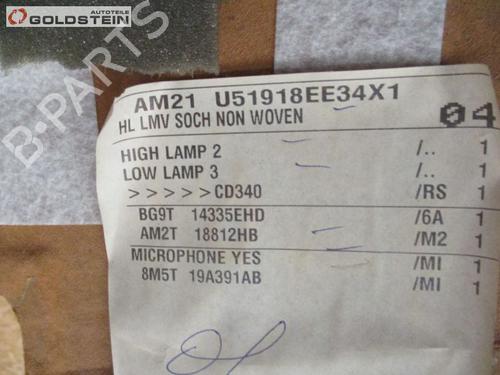 AUTOTEILE
GOLDSTEIN
AM21 U51918EE34X1
HL LMV SOCH NON WOVEN 04
HIGH LAMP 2 /.. 1
LOW LAMP 3 /.. 1
>>>>>CD340 /RS 1
BG9T 14335EHD /6A 1
AM2T 18812HB /M2 1
MICROPHONE YES /MI 1
8M5T 19A391AB /MI 1
B-PARTS